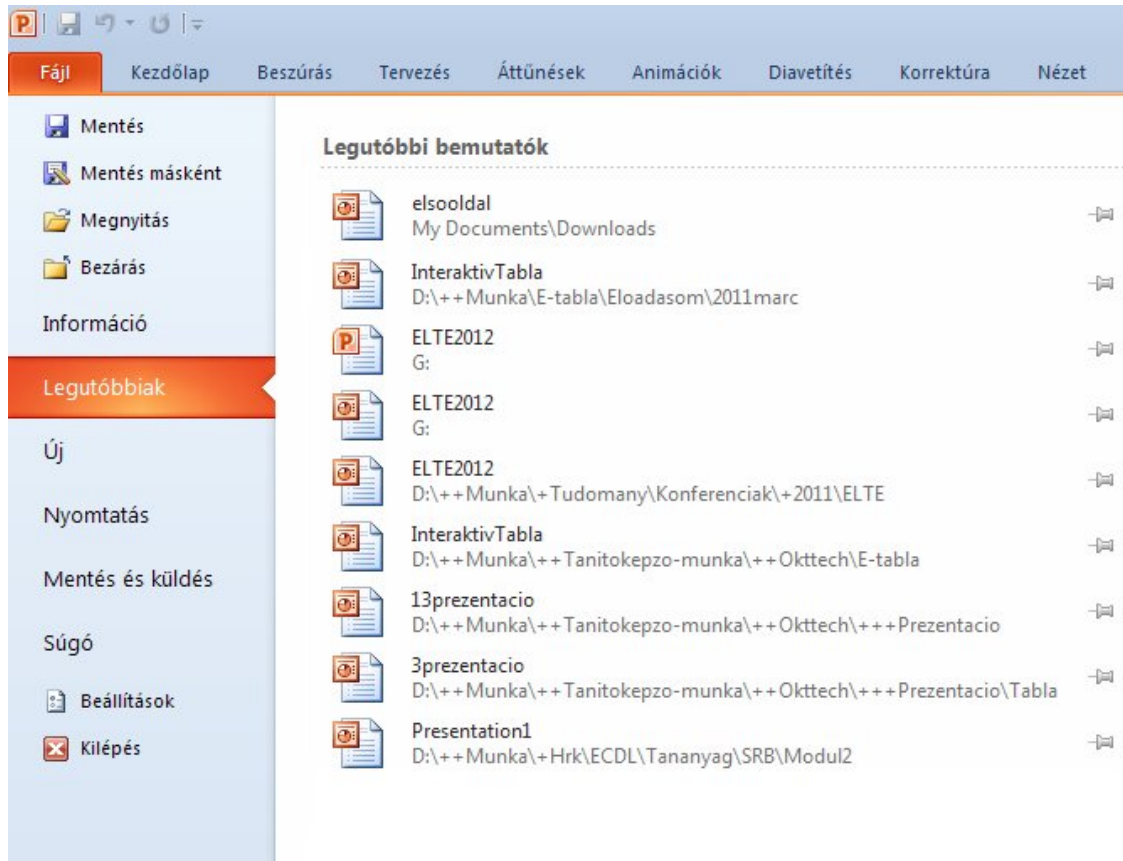 Fájl Kezdőlap Beszúrás Tervezés Áttűnések Animációk Diavetítés Korrektúra Nézet
Mentés
Mentés másként
Megnyitás
Bezárás
Információ
Legutóbbiak
Új
Nyomtatás
Mentés és küldés
Súgó
Beállítások
Kilépés
Legutóbbi bemutatók
elsooldal
My Documents\Downloads
InteraktivTabla
D:\++Munka\E-tabla\Eloadasom\2011marc
ELTE2012
G:
ELTE2012
G:
ELTE2012
D:\++Munka\+Tudomany\Konferenciak\+2011\ELTE
InteraktivTabla
D:\++Munka\++Tanitokepzo-munka\++Okttech\E-tabla
13prezentacio
D:\++Munka\++Tanitokepzo-munka\++Okttech\+++Prezentacio
3prezentacio
D:\++Munka\++Tanitokepzo-munka\++Okttech\+++Prezentacio\Tabla
Presentation1
D:\++Munka\+Hrk\ECDL\Tananyag\SRB\Modul2